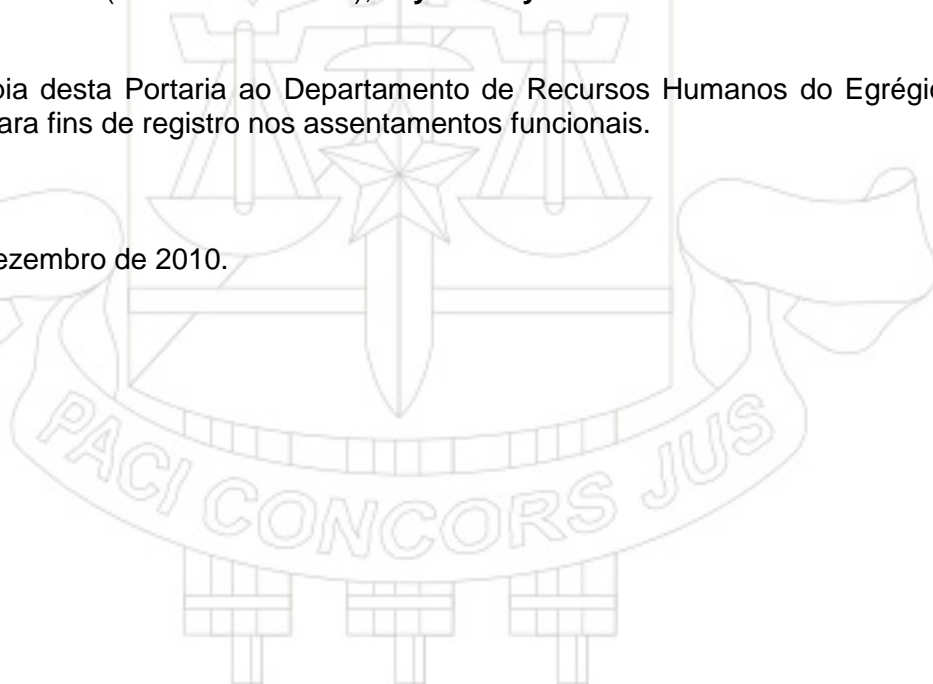 oia desta Portaria ao Departamento de Recursos Humanos do Egrégio
ara fins de registro nos assentamentos funcionais.
ezembro de 2010.
PACI CONCORS JUS